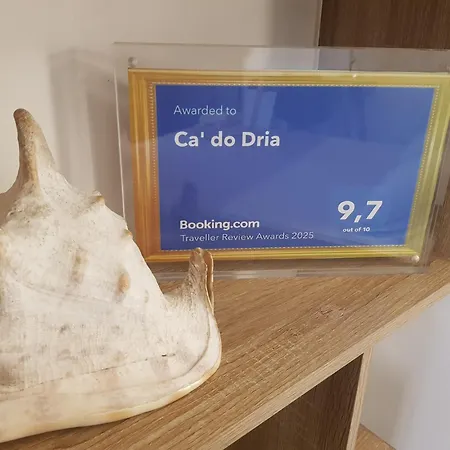 Awarded to
Ca' do Dria
Booking.com
Traveller Review Awards 2025
9,7
out of 10